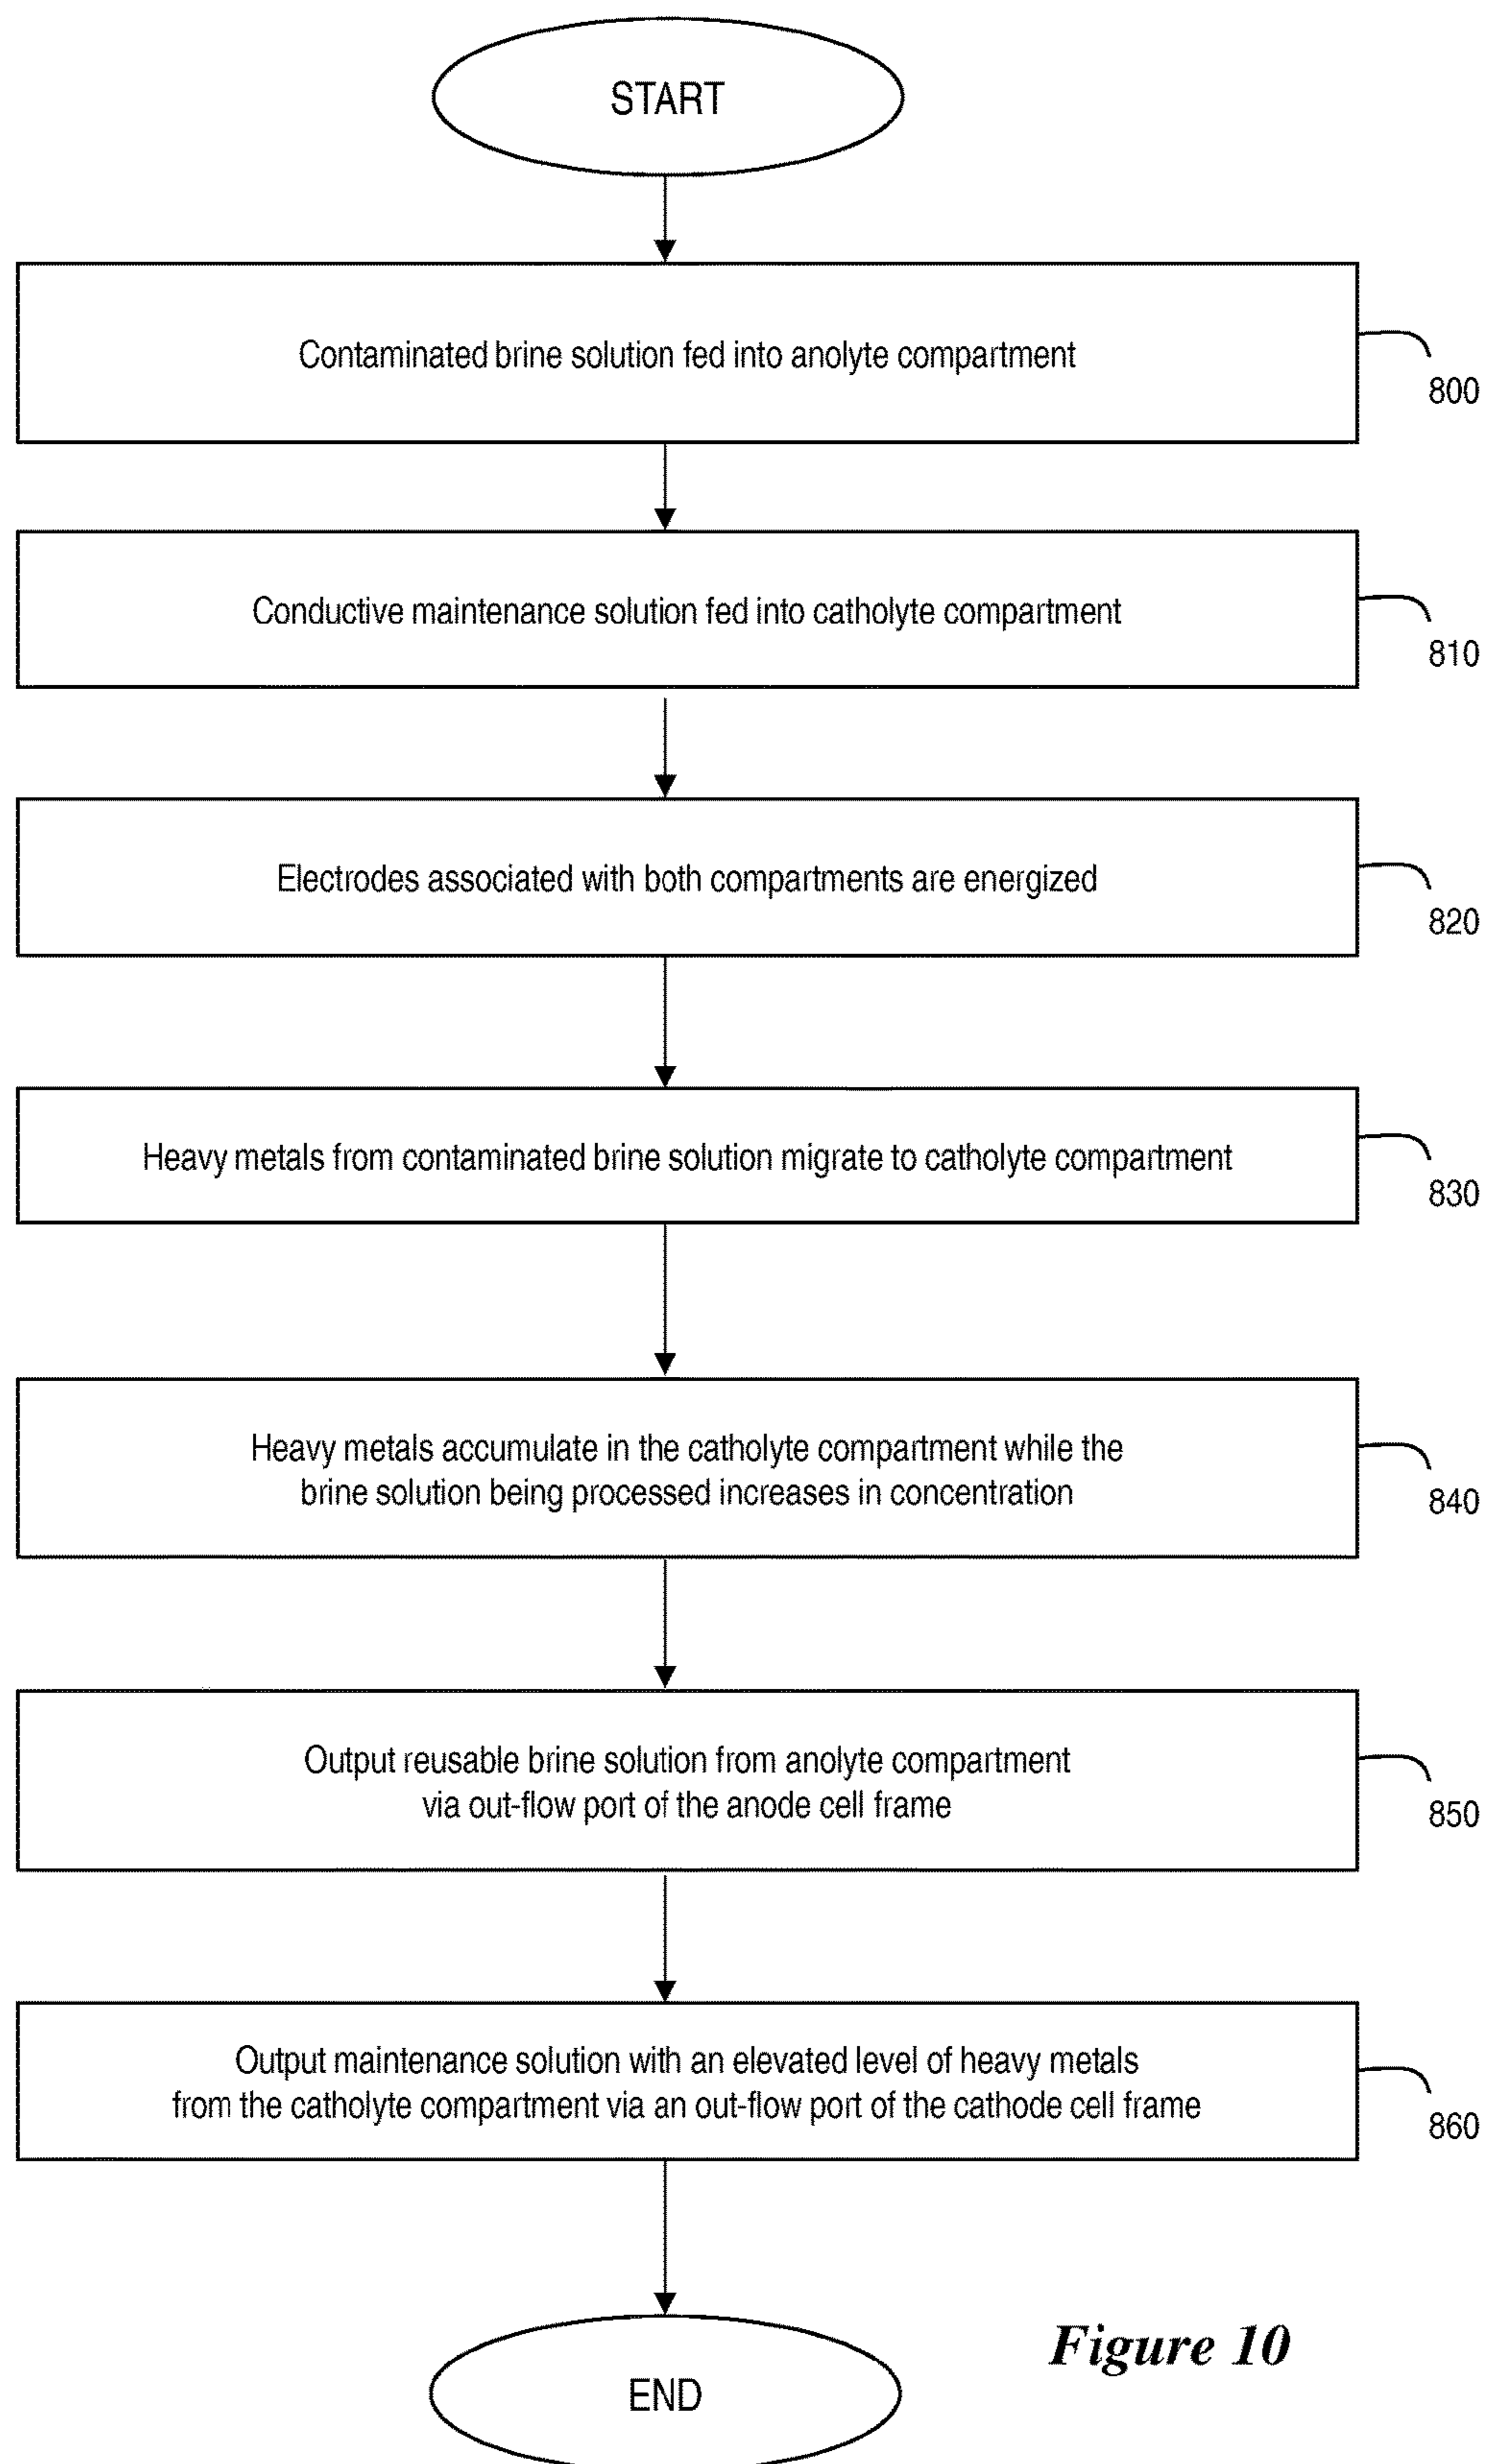 START
Contaminated brine solution fed into anolyte compartment
800
Conductive maintenance solution fed into catholyte compartment
810
Electrodes associated with both compartments are energized
820
Heavy metals from contaminated brine solution migrate to catholyte compartment
830
Heavy metals accumulate in the catholyte compartment while the
brine solution being processed increases in concentration
840
Output reusable brine solution from anolyte compartment
via out-flow port of the anode cell frame
850
Output maintenance solution with an elevated level of heavy metals
from the catholyte compartment via an out-flow port of the cathode cell frame
860
END
Figure 10